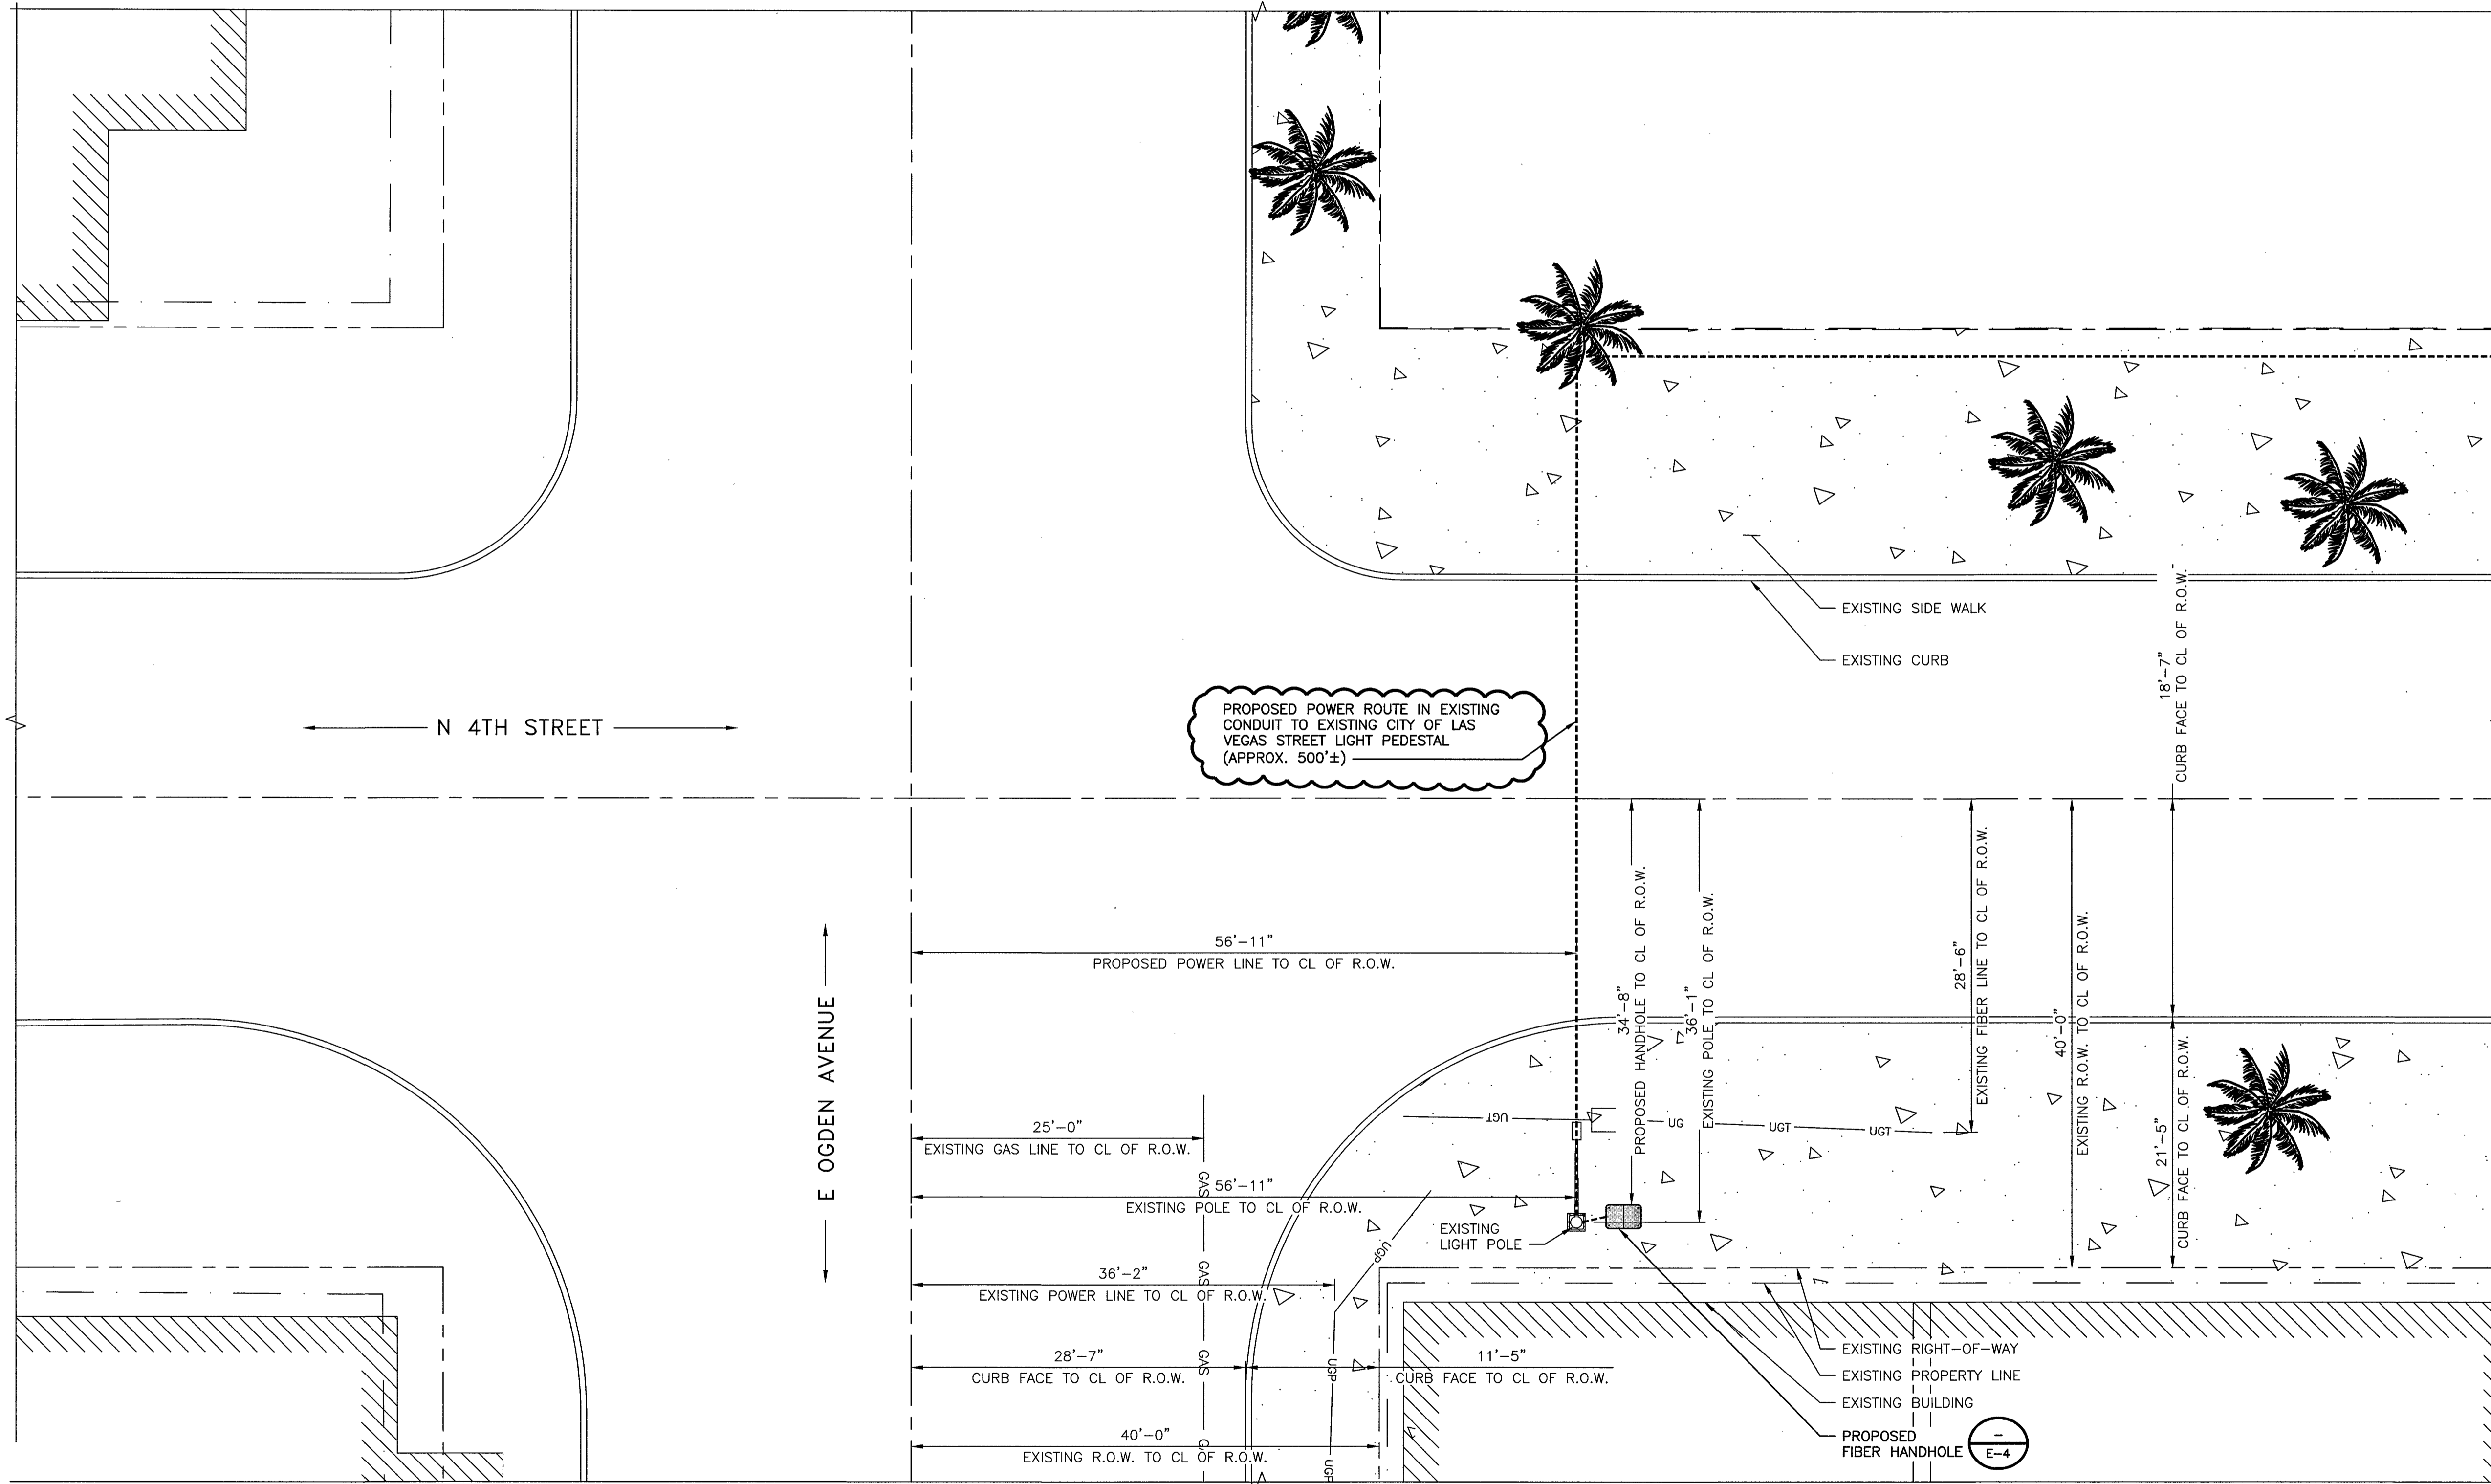 EXISTING SIDE WALK
EXISTING CURB
18'-7"
CURB FACE TO CL OF R.O.W.
PROPOSED POWER ROUTE IN EXISTING
CONDUIT TO EXISTING CITY OF LAS
VEGAS STREET LIGHT PEDESTAL
(APPROX. 500'±)
N 4TH STREET
E OGDEN AVENUE
56'-11"
PROPOSED POWER LINE TO CL OF R.O.W.
34'-8"
PROPOSED HANDHOLE TO CL OF R.O.W.
36'-1"
EXISTING POLE TO CL OF R.O.W.
28'-6"
EXISTING FIBER LINE TO CL OF R.O.W.
40'-0"
EXISTING R.O.W. TO CL OF R.O.W.
21'-5"
CURB FACE TO CL OF R.O.W.
UGT
UG
UGT
UGT
25'-0"
EXISTING GAS LINE TO CL OF R.O.W.
GAS
56'-11"
EXISTING POLE TO CL OF R.O.W.
EXISTING
LIGHT POLE
UGP
GAS
36'-2"
EXISTING POWER LINE TO CL OF R.O.W.
28'-7"
CURB FACE TO CL OF R.O.W.
GAS
UGP
11'-5"
CURB FACE TO CL OF R.O.W.
40'-0"
EXISTING R.O.W. TO CL OF R.O.W.
UGP
EXISTING RIGHT-OF-WAY
EXISTING PROPERTY LINE
EXISTING BUILDING
PROPOSED
FIBER HANDHOLE
-
E-4